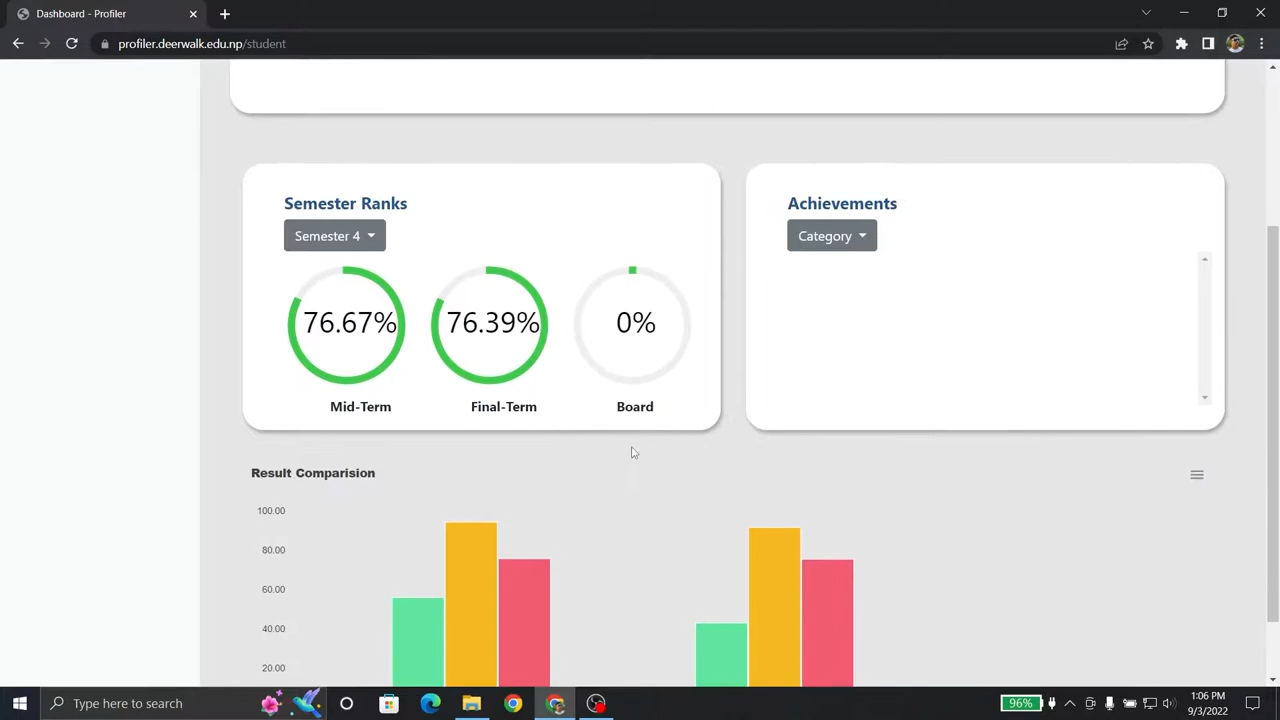 Dashboard - Profiler
profiler.deerwalk.edu.np/student
Semester Ranks
Semester 4
76.67%
76.39%
0%
Mid-Term
Final-Term
Board
Achievements
Category
Result Comparision
100.00
80.00
60.00
40.00
20.00
Type here to search
96%
1:06 PM
9/3/2022